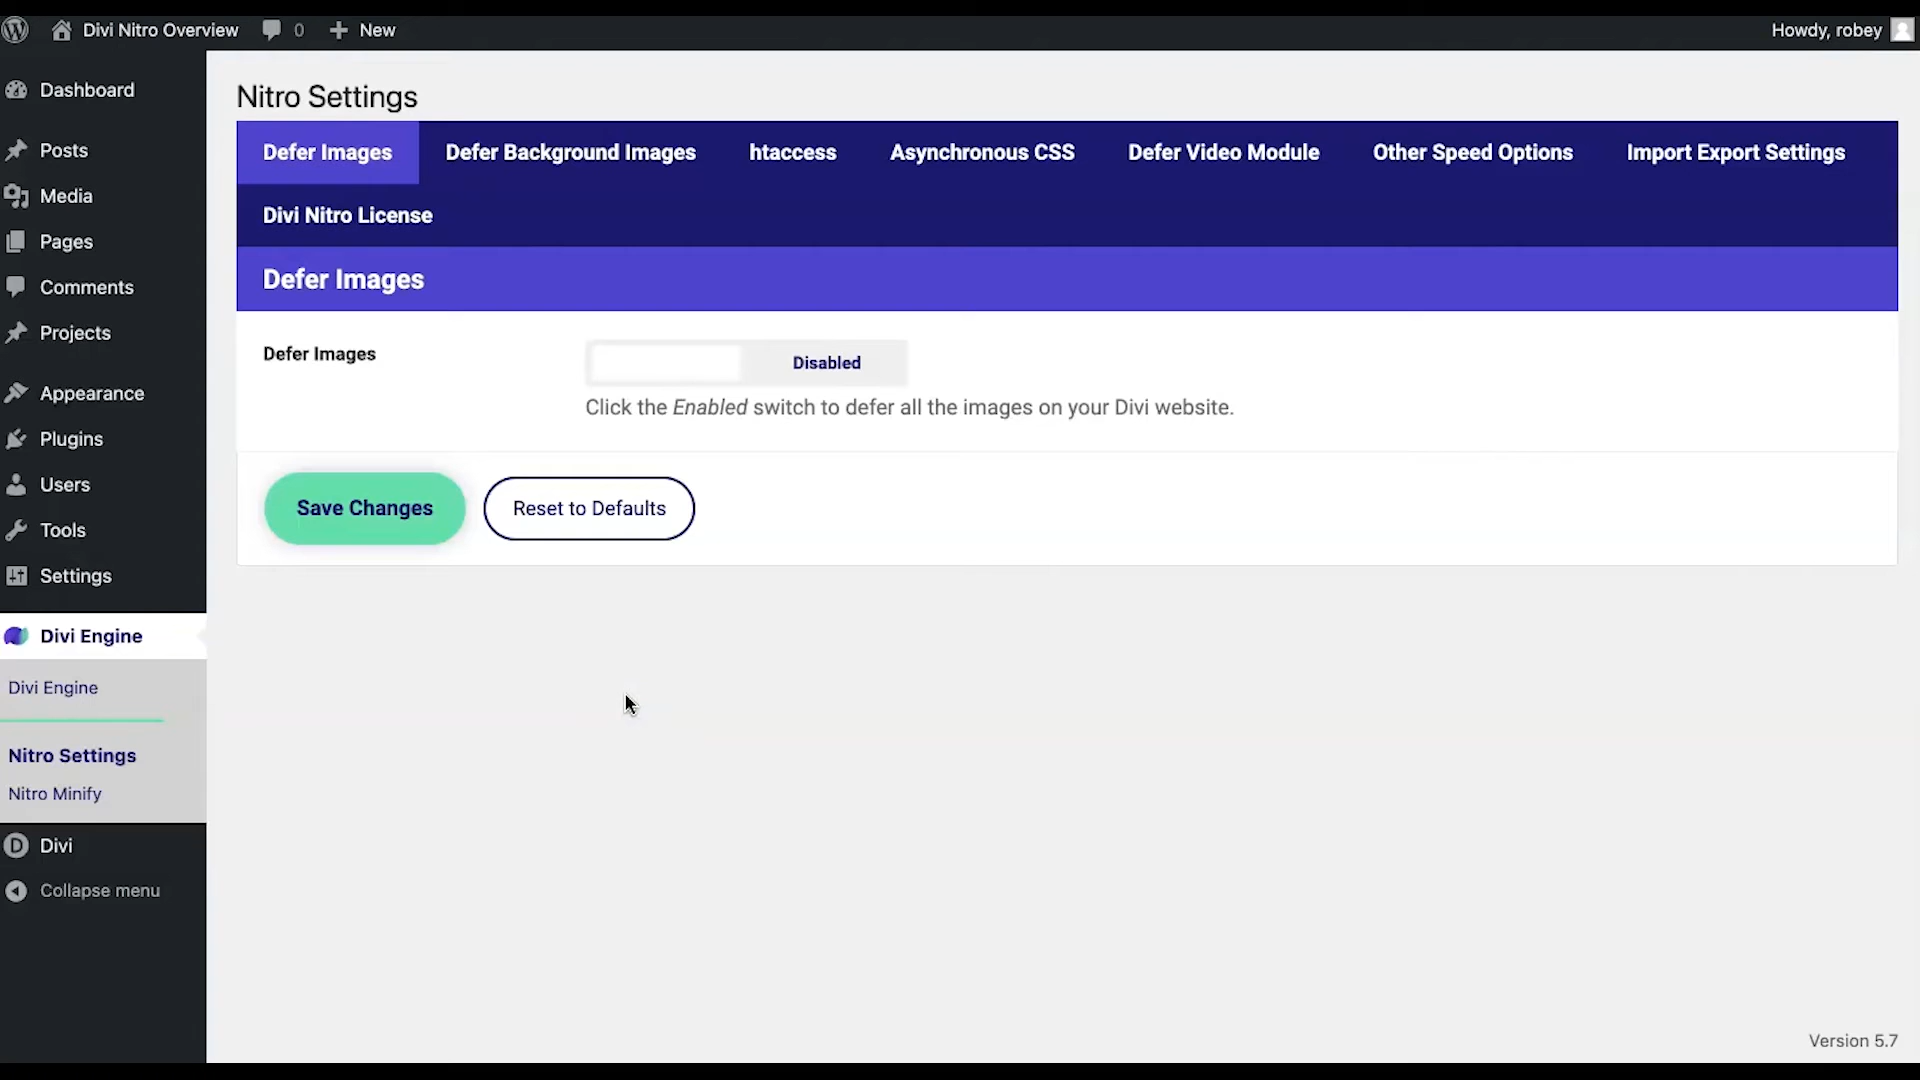 Divi Nitro Overview 0 New Howdy, robey
Dashboard
Posts
Media
Pages
Comments
Projects
Appearance
Plugins
Users
Tools
Settings
Divi Engine
Divi Engine
Nitro Settings
Nitro Minify
Divi
Collapse menu
Nitro Settings
Defer Images Defer Background Images htaccess Asynchronous CSS Defer Video Module Other Speed Options Import Export Settings
Divi Nitro License
Defer Images
Defer Images
Disabled
Click the Enabled switch to defer all the images on your Divi website.
Save Changes Reset to Defaults
Version 5.7